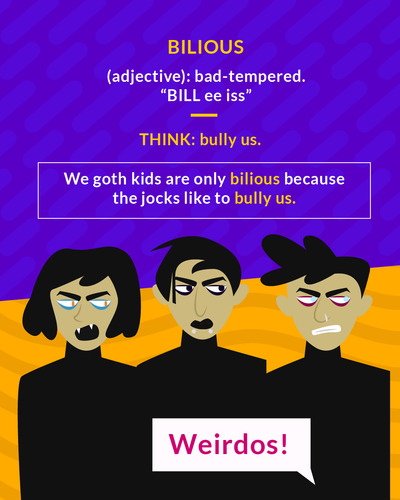 BILIOUS
(adjective): bad-tempered.
“BILL ee iss”
THINK: bully us.
We goth kids are only bilious because
the jocks like to bully us.
Weirdos!